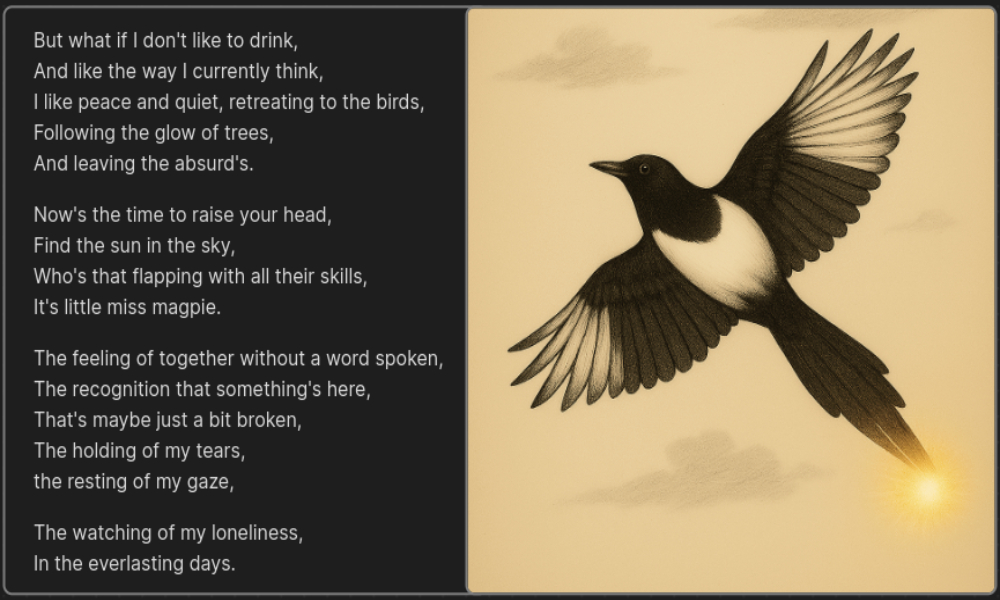 But what if I don't like to drink,
And like the way I currently think,
I like peace and quiet, retreating to the birds,
Following the glow of trees,
And leaving the absurd's.
Now's the time to raise your head,
Find the sun in the sky,
Who's that flapping with all their skills,
It's little miss magpie.
The feeling of together without a word spoken,
The recognition that something's here,
That's maybe just a bit broken,
The holding of my tears,
the resting of my gaze,
The watching of my loneliness,
In the everlasting days.